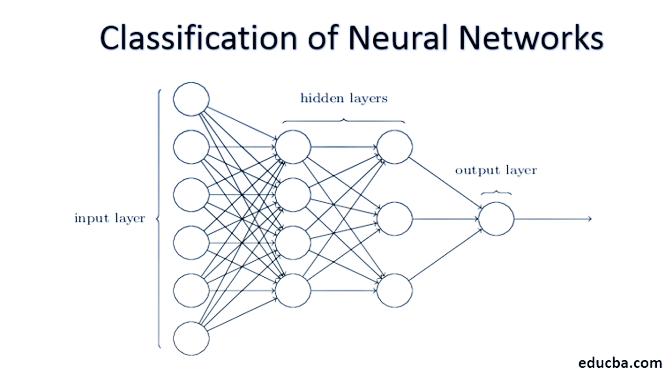 Classification of Neural Networks
hidden layers
output layer
input layer
educba.com